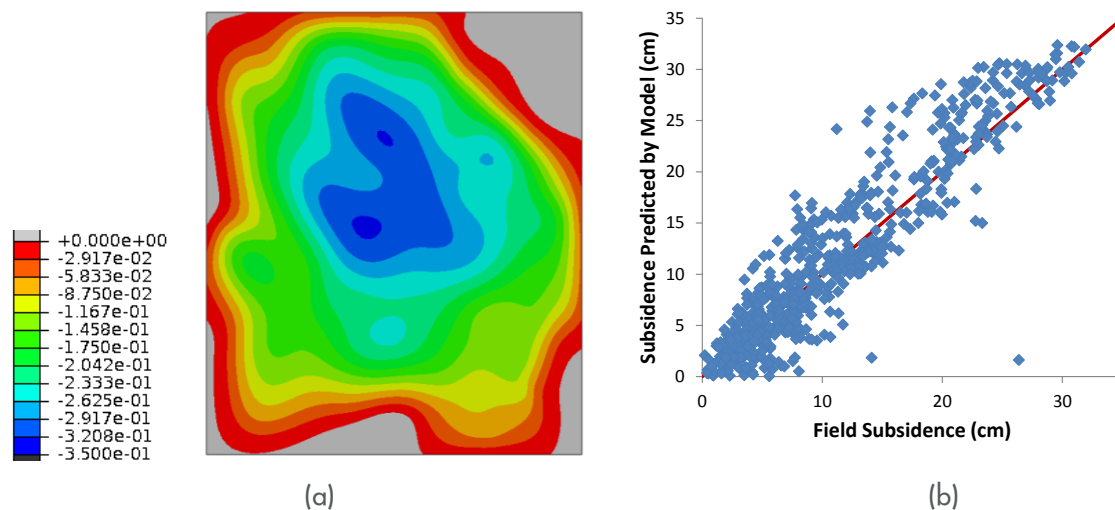 +0.000e+00
-2.917e-02
-5.833e-02
-8.750e-02
-1.167e-01
-1.458e-01
-1.750e-01
-2.042e-01
-2.333e-01
-2.625e-01
-2.917e-01
-3.208e-01
-3.500e-01
(a)
Subsidence Predicted by Model (cm)
35
30
25
20
15
10
5
0
0 10 20 30
Field Subsidence (cm)
(b)